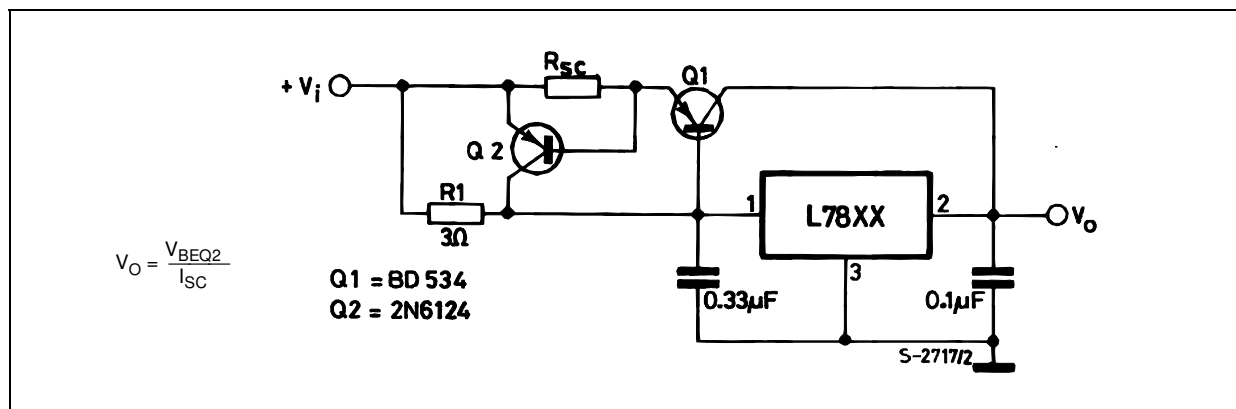 + Vi
Rsc
Q1
Q 2
R1
3Ω
1
L78XX
2
Vo
3
VO = VBEQ2 / ISC
Q1 = BD 534
Q2 = 2N6124
0.33µF
0.1µF
S-2717/2